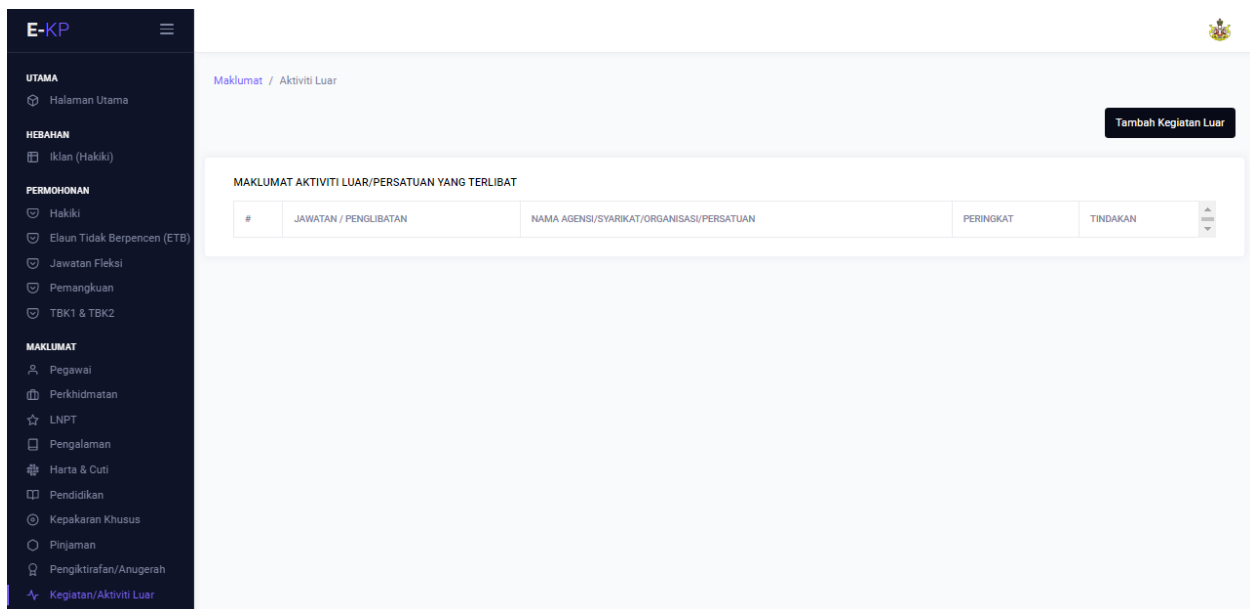 E-KP
UTAMA
Halaman Utama
HEBAHAN
Iklan (Hakiki)
PERMOHONAN
Hakiki
Elaun Tidak Berpencen (ETB)
Jawatan Fleksi
Pemangkuan
TBK1 & TBK2
MAKLUMAT
Pegawai
Perkhidmatan
LNPT
Pengalaman
Harta & Cuti
Pendidikan
Kepakaran Khusus
Pinjaman
Pengiktirafan/Anugerah
Kegiatan/Aktiviti Luar
Maklumat / Aktiviti Luar
Tambah Kegiatan Luar
MAKLUMAT AKTIVITI LUAR/PERSATUAN YANG TERLIBAT
# JAWATAN / PENGLIBATAN NAMA AGENSI/SYARIKAT/ORGANISASI/PERSATUAN PERINGKAT TINDAKAN